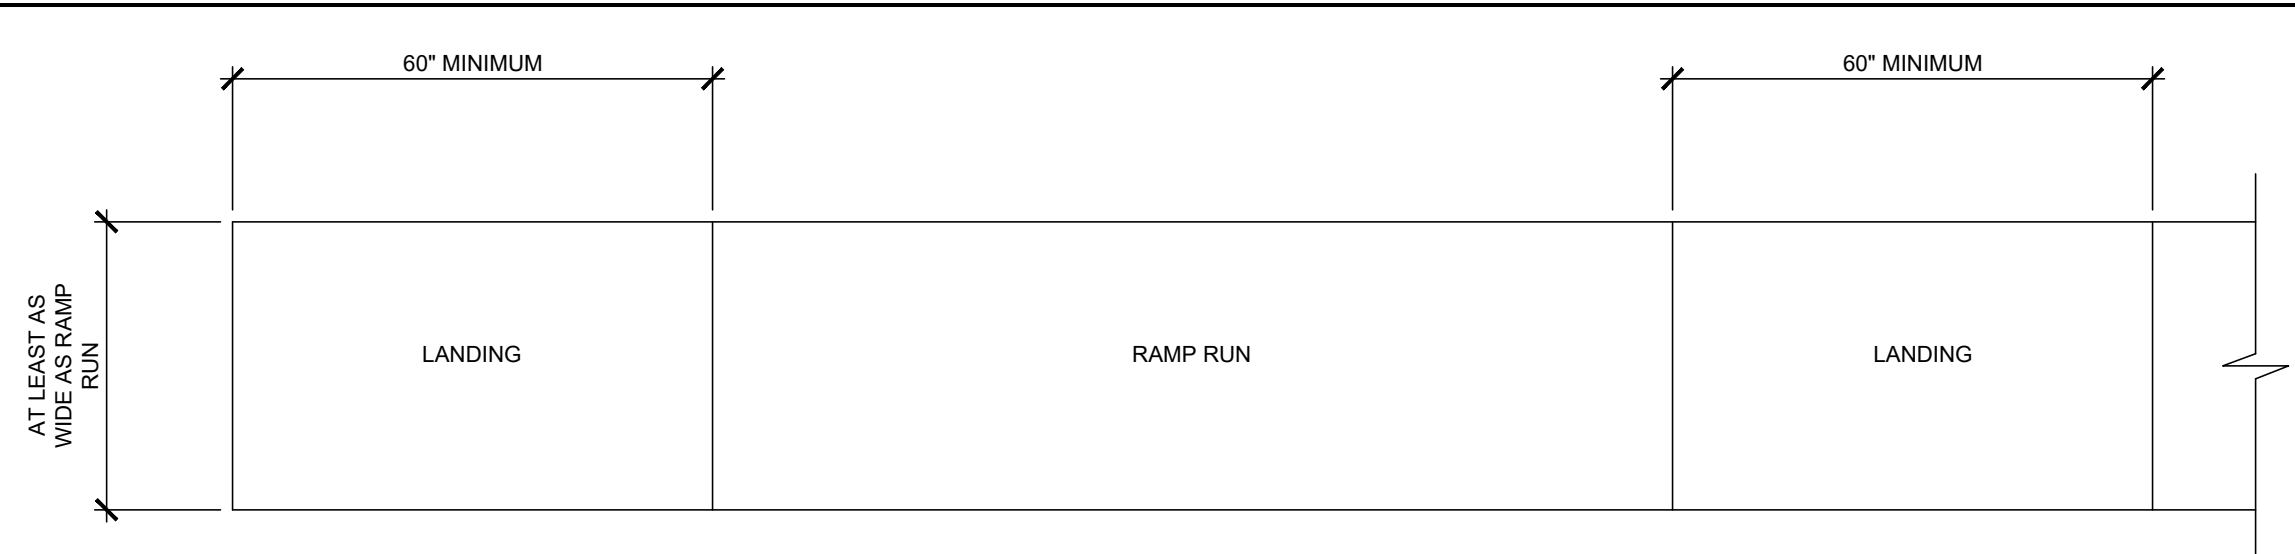 60" MINIMUM
60" MINIMUM
AT LEAST AS
WIDE AS RAMP
RUN
LANDING
RAMP RUN
LANDING